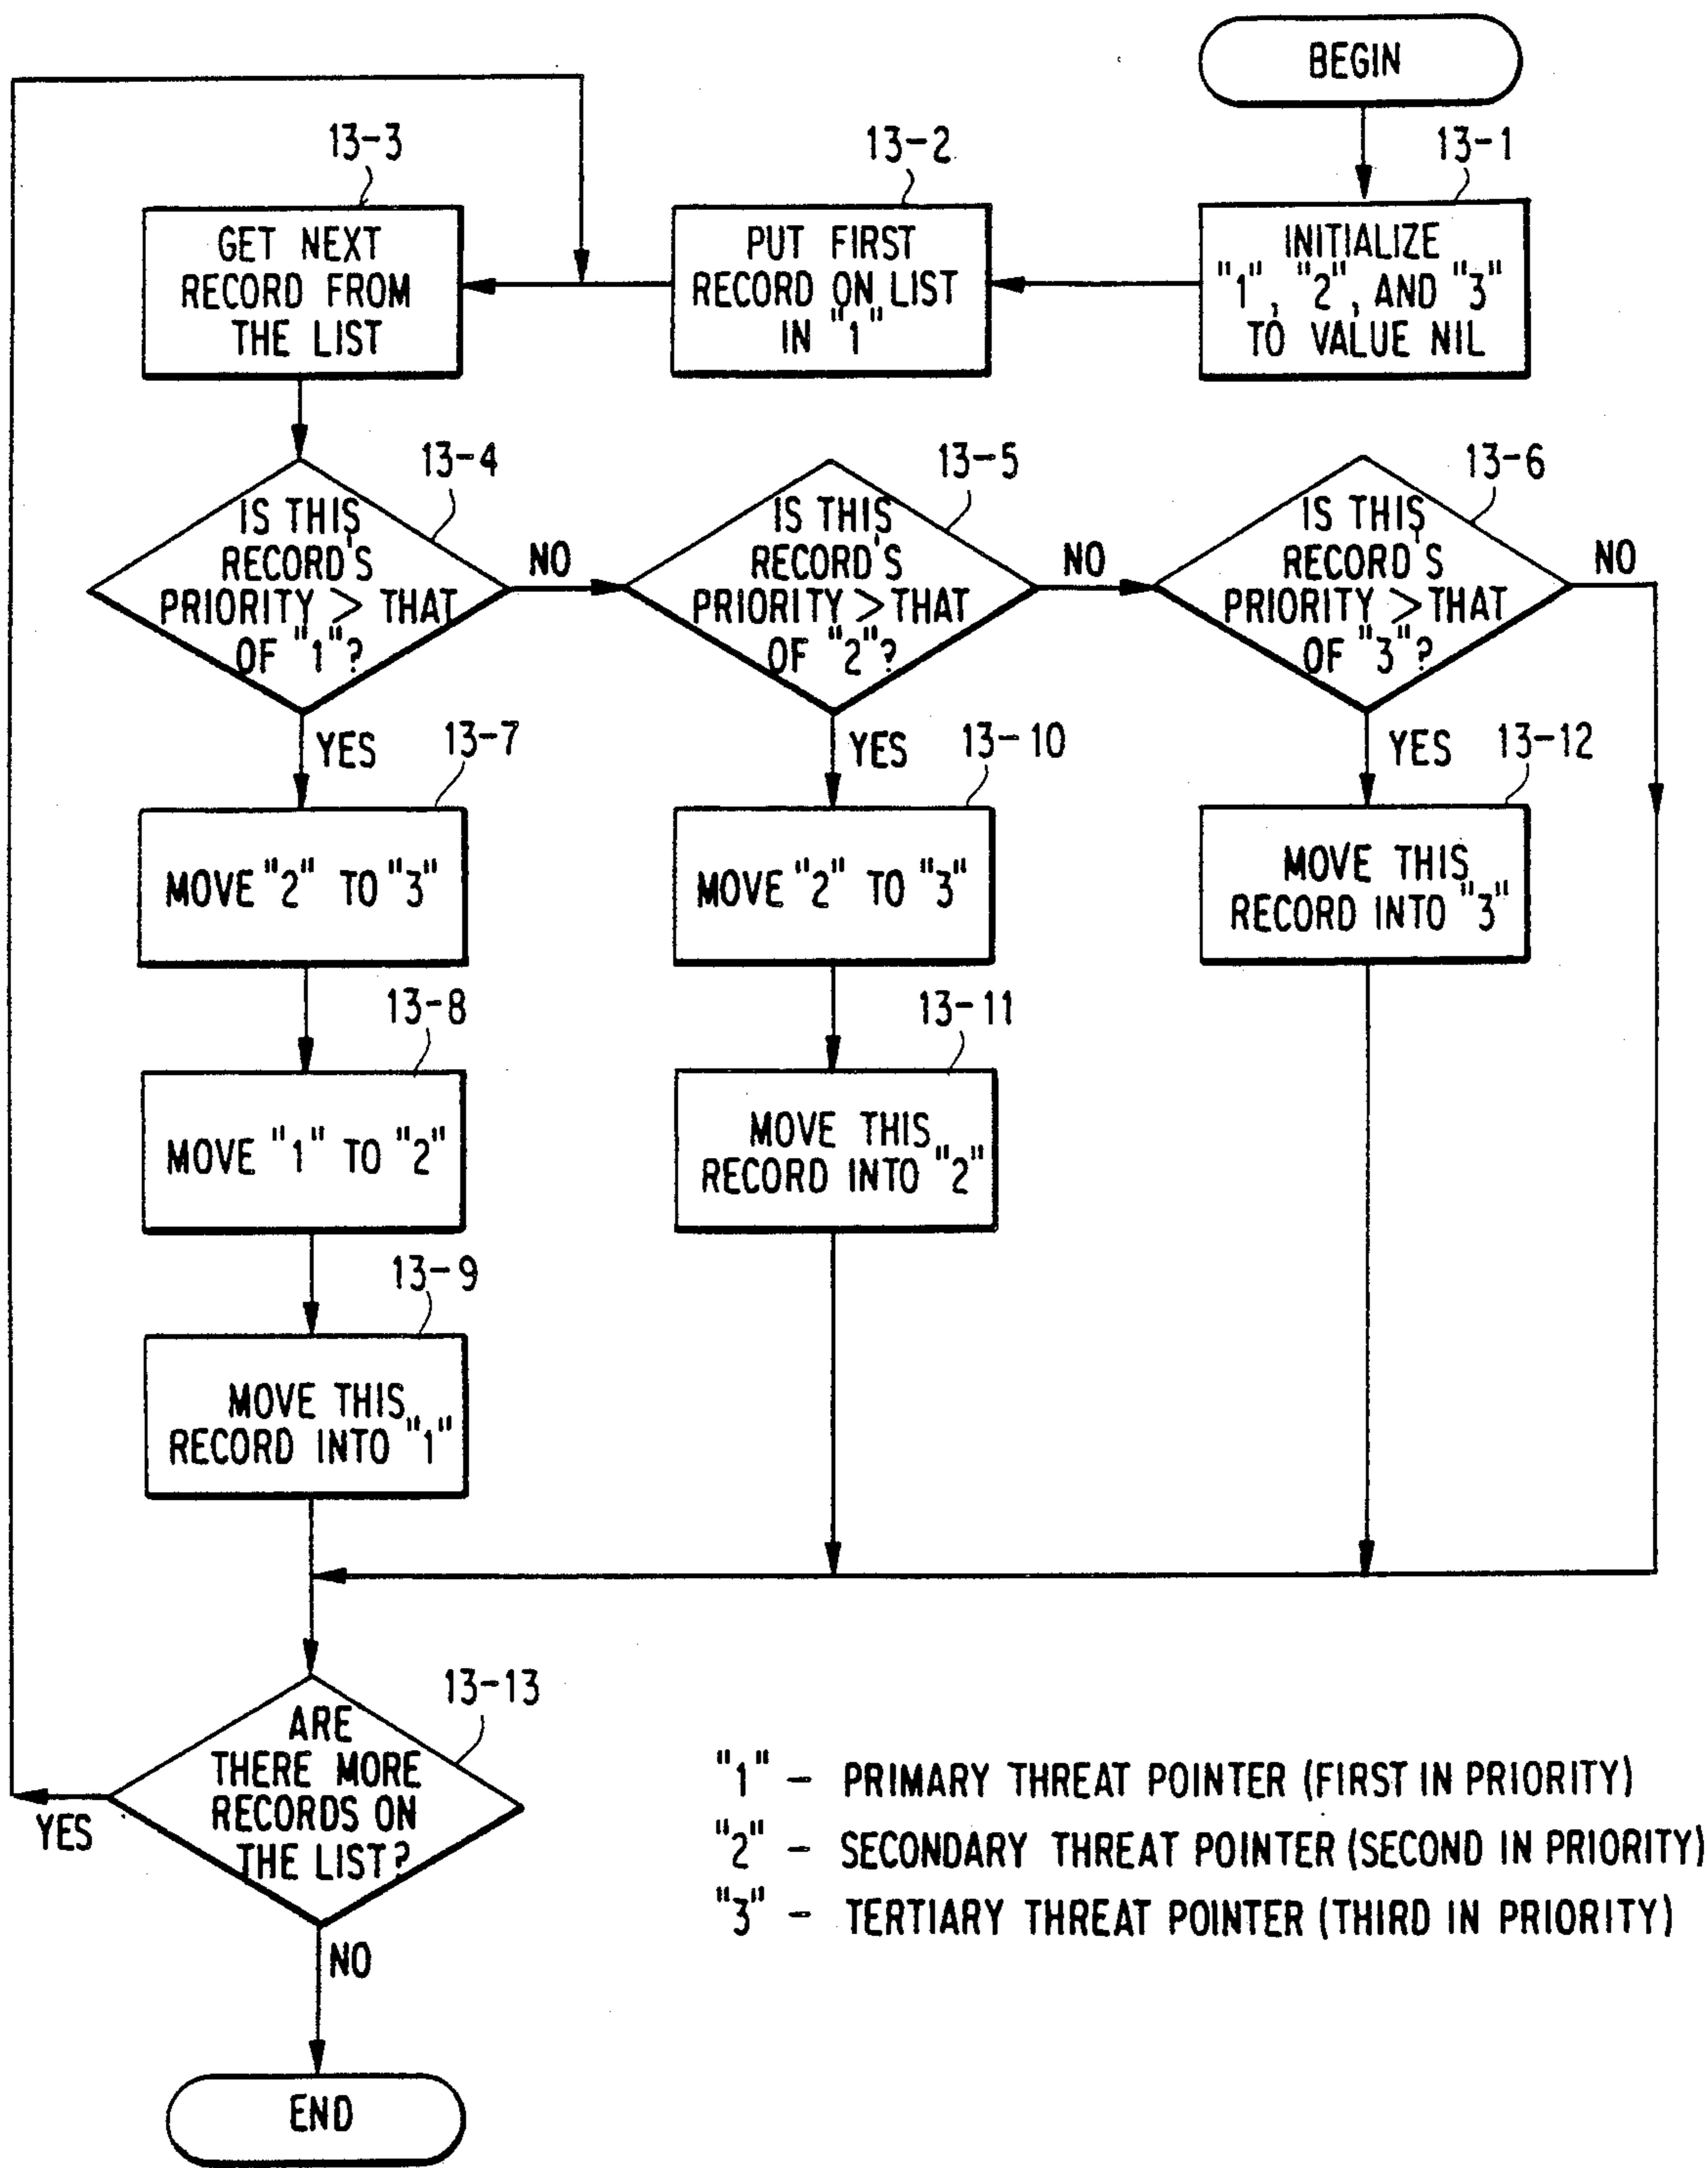 BEGIN
13-1
INITIALIZE
"1", "2", AND "3"
TO VALUE NIL
13-2
PUT FIRST
RECORD ON LIST
IN "1"
13-3
GET NEXT
RECORD FROM
THE LIST
13-4
IS THIS
RECORD'S
PRIORITY > THAT
OF "1"?
NO
YES
13-5
IS THIS
RECORD'S
PRIORITY > THAT
OF "2"?
NO
YES
13-6
IS THIS
RECORD'S
PRIORITY > THAT
OF "3"?
NO
YES
13-7
MOVE "2" TO "3"
13-10
MOVE "2" TO "3"
13-12
MOVE THIS
RECORD INTO "3"
13-8
MOVE "1" TO "2"
13-11
MOVE THIS
RECORD INTO "2"
13-9
MOVE THIS
RECORD INTO "1"
13-13
ARE
THERE MORE
RECORDS ON
THE LIST?
YES
NO
END
"1" - PRIMARY THREAT POINTER (FIRST IN PRIORITY)
"2" - SECONDARY THREAT POINTER (SECOND IN PRIORITY)
"3" - TERTIARY THREAT POINTER (THIRD IN PRIORITY)